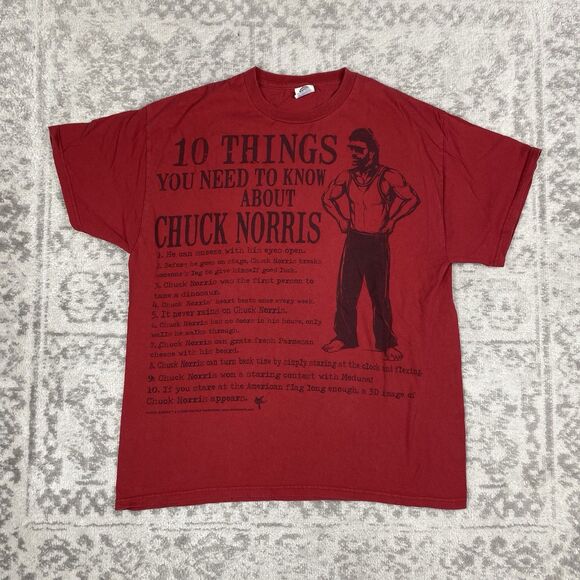 10 THINGS
YOU NEED TO KNOW
ABOUT
CHUCK NORRIS
1. He can sneeze with his eyes open.
2. Before he goes on stage, Chuck Norris breaks
someone's leg to give himself good luck.
3. Chuck Norris was the first person to
tame a dinosaur.
4. Chuck Norris' heart beats once every week.
5. It never rains on Chuck Norris.
6. Chuck Norris has no doors in his house, only
walls he walks through.
7. Chuck Norris can grate fresh Parmesan
cheese with his beard.
8. Chuck Norris can turn back time by simply staring at the clock and flexing.
9. Chuck Norris won a staring contest with Medusa!
10. If you stare at the American flag long enough, a 3D image of
Chuck Norris appears.